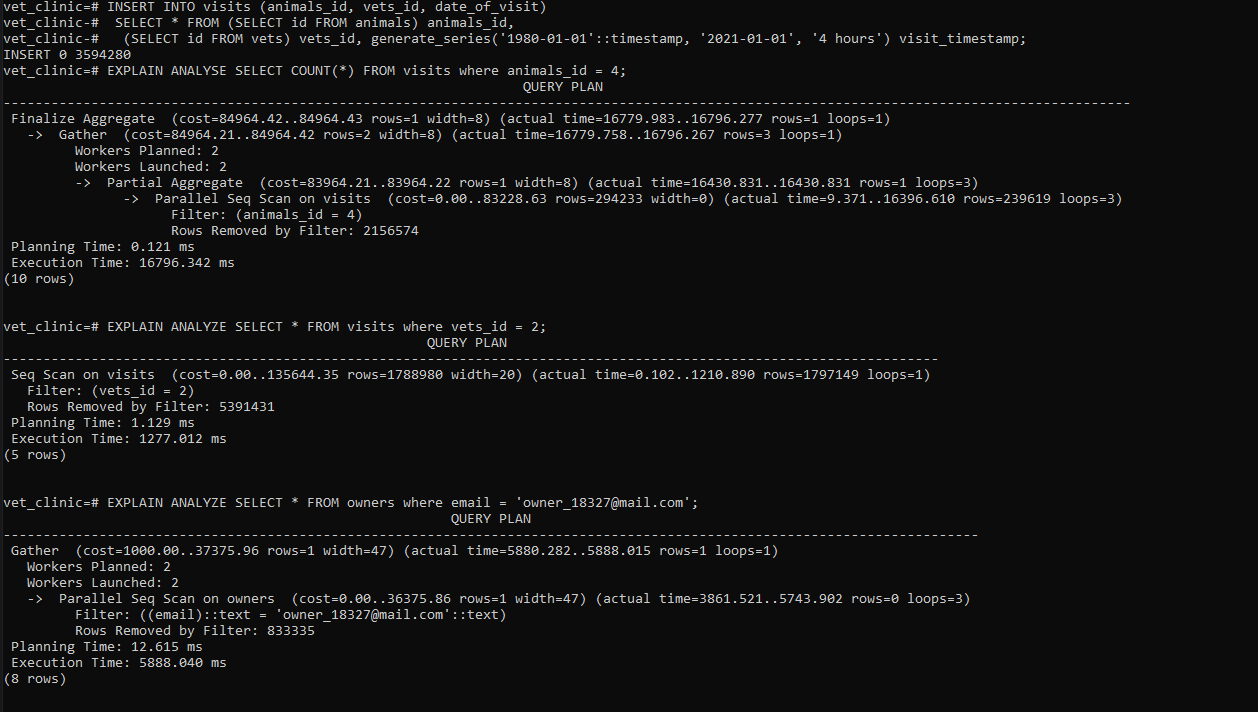 vet_clinic=# INSERT INTO visits (animals_id, vets_id, date_of_visit)
vet_clinic-#  SELECT * FROM (SELECT id FROM animals) animals_id,
vet_clinic-#   (SELECT id FROM vets) vets_id, generate_series('1980-01-01'::timestamp, '2021-01-01', '4 hours') visit_timestamp;
INSERT 0 3594280
vet_clinic=# EXPLAIN ANALYSE SELECT COUNT(*) FROM visits where animals_id = 4;
QUERY PLAN
---------------------------------------------------------------------------------------------------------------------------------------------
Finalize Aggregate  (cost=84964.42..84964.43 rows=1 width=8) (actual time=16779.983..16796.277 rows=1 loops=1)
  ->  Gather  (cost=84964.21..84964.42 rows=2 width=8) (actual time=16779.758..16796.267 rows=3 loops=1)
        Workers Planned: 2
        Workers Launched: 2
        ->  Partial Aggregate  (cost=83964.21..83964.22 rows=1 width=8) (actual time=16430.831..16430.831 rows=1 loops=3)
              ->  Parallel Seq Scan on visits  (cost=0.00..83228.63 rows=294233 width=0) (actual time=9.371..16396.610 rows=239619 loops=3)
                    Filter: (animals_id = 4)
                    Rows Removed by Filter: 2156574
Planning Time: 0.121 ms
Execution Time: 16796.342 ms
(10 rows)
vet_clinic=# EXPLAIN ANALYZE SELECT * FROM visits where vets_id = 2;
QUERY PLAN
---------------------------------------------------------------------------------------------------------------------
Seq Scan on visits  (cost=0.00..135644.35 rows=1788980 width=20) (actual time=0.102..1210.890 rows=1797149 loops=1)
  Filter: (vets_id = 2)
  Rows Removed by Filter: 5391431
Planning Time: 1.129 ms
Execution Time: 1277.012 ms
(5 rows)
vet_clinic=# EXPLAIN ANALYZE SELECT * FROM owners where email = 'owner_18327@mail.com';
QUERY PLAN
--------------------------------------------------------------------------------------------------------------------------
Gather  (cost=1000.00..37375.96 rows=1 width=47) (actual time=5880.282..5888.015 rows=1 loops=1)
  Workers Planned: 2
  Workers Launched: 2
  ->  Parallel Seq Scan on owners  (cost=0.00..36375.86 rows=1 width=47) (actual time=3861.521..5743.902 rows=0 loops=3)
        Filter: ((email)::text = 'owner_18327@mail.com'::text)
        Rows Removed by Filter: 833335
Planning Time: 12.615 ms
Execution Time: 5888.040 ms
(8 rows)